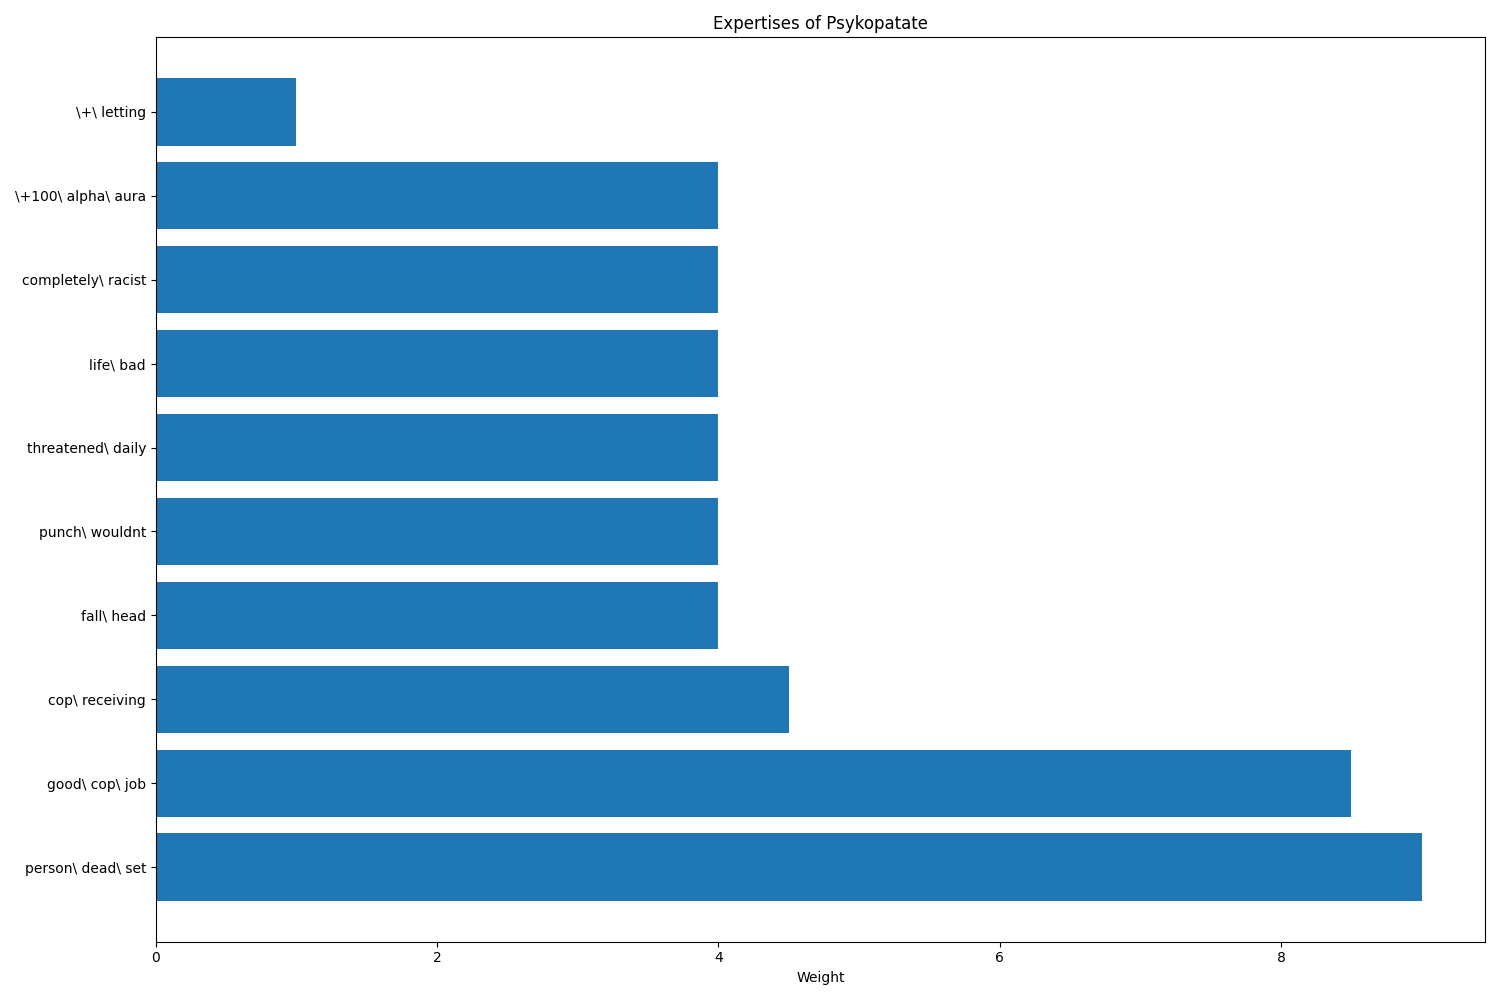 Expertises of Psykopatate
\+\ letting
\+100\ alpha\ aura
completely\ racist
life\ bad
threatened\ daily
punch\ wouldnt
fall\ head
cop\ receiving
good\ cop\ job
person\ dead\ set
0 2 4 6 8
Weight